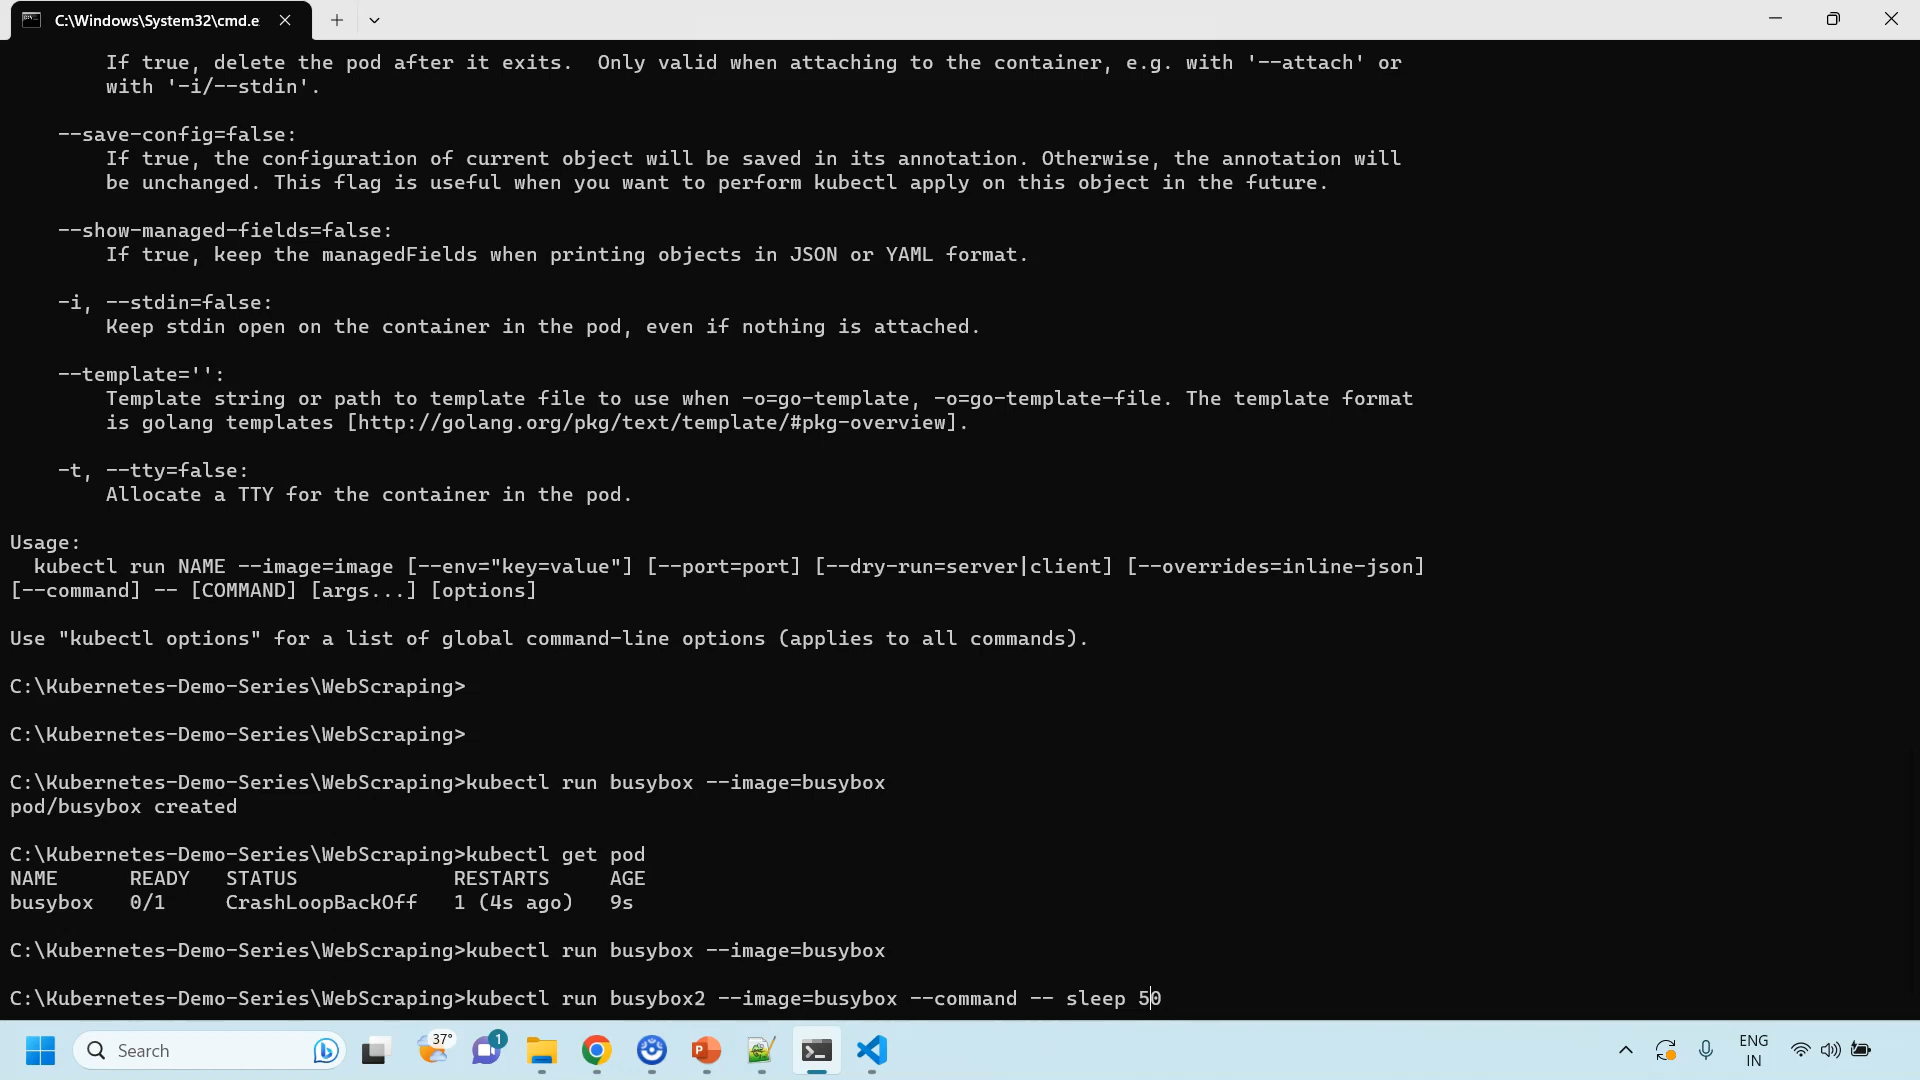 C:\Windows\System32\cmd.e
If true, delete the pod after it exits.  Only valid when attaching to the container, e.g. with '--attach' or
with '-i/--stdin'.
--save-config=false:
If true, the configuration of current object will be saved in its annotation. Otherwise, the annotation will
be unchanged. This flag is useful when you want to perform kubectl apply on this object in the future.
--show-managed-fields=false:
If true, keep the managedFields when printing objects in JSON or YAML format.
-i, --stdin=false:
Keep stdin open on the container in the pod, even if nothing is attached.
--template='':
Template string or path to template file to use when -o=go-template, -o=go-template-file. The template format
is golang templates [http://golang.org/pkg/text/template/#pkg-overview].
-t, --tty=false:
Allocate a TTY for the container in the pod.
Usage:
kubectl run NAME --image=image [--env="key=value"] [--port=port] [--dry-run=server|client] [--overrides=inline-json]
[--command] -- [COMMAND] [args...] [options]
Use "kubectl options" for a list of global command-line options (applies to all commands).
C:\Kubernetes-Demo-Series\WebScraping>
C:\Kubernetes-Demo-Series\WebScraping>
C:\Kubernetes-Demo-Series\WebScraping>kubectl run busybox --image=busybox
pod/busybox created
C:\Kubernetes-Demo-Series\WebScraping>kubectl get pod
NAME      READY   STATUS             RESTARTS     AGE
busybox   0/1     CrashLoopBackOff   1 (4s ago)   9s
C:\Kubernetes-Demo-Series\WebScraping>kubectl run busybox --image=busybox
C:\Kubernetes-Demo-Series\WebScraping>kubectl run busybox2 --image=busybox --command -- sleep 50
Search
37°
1
ENG
IN